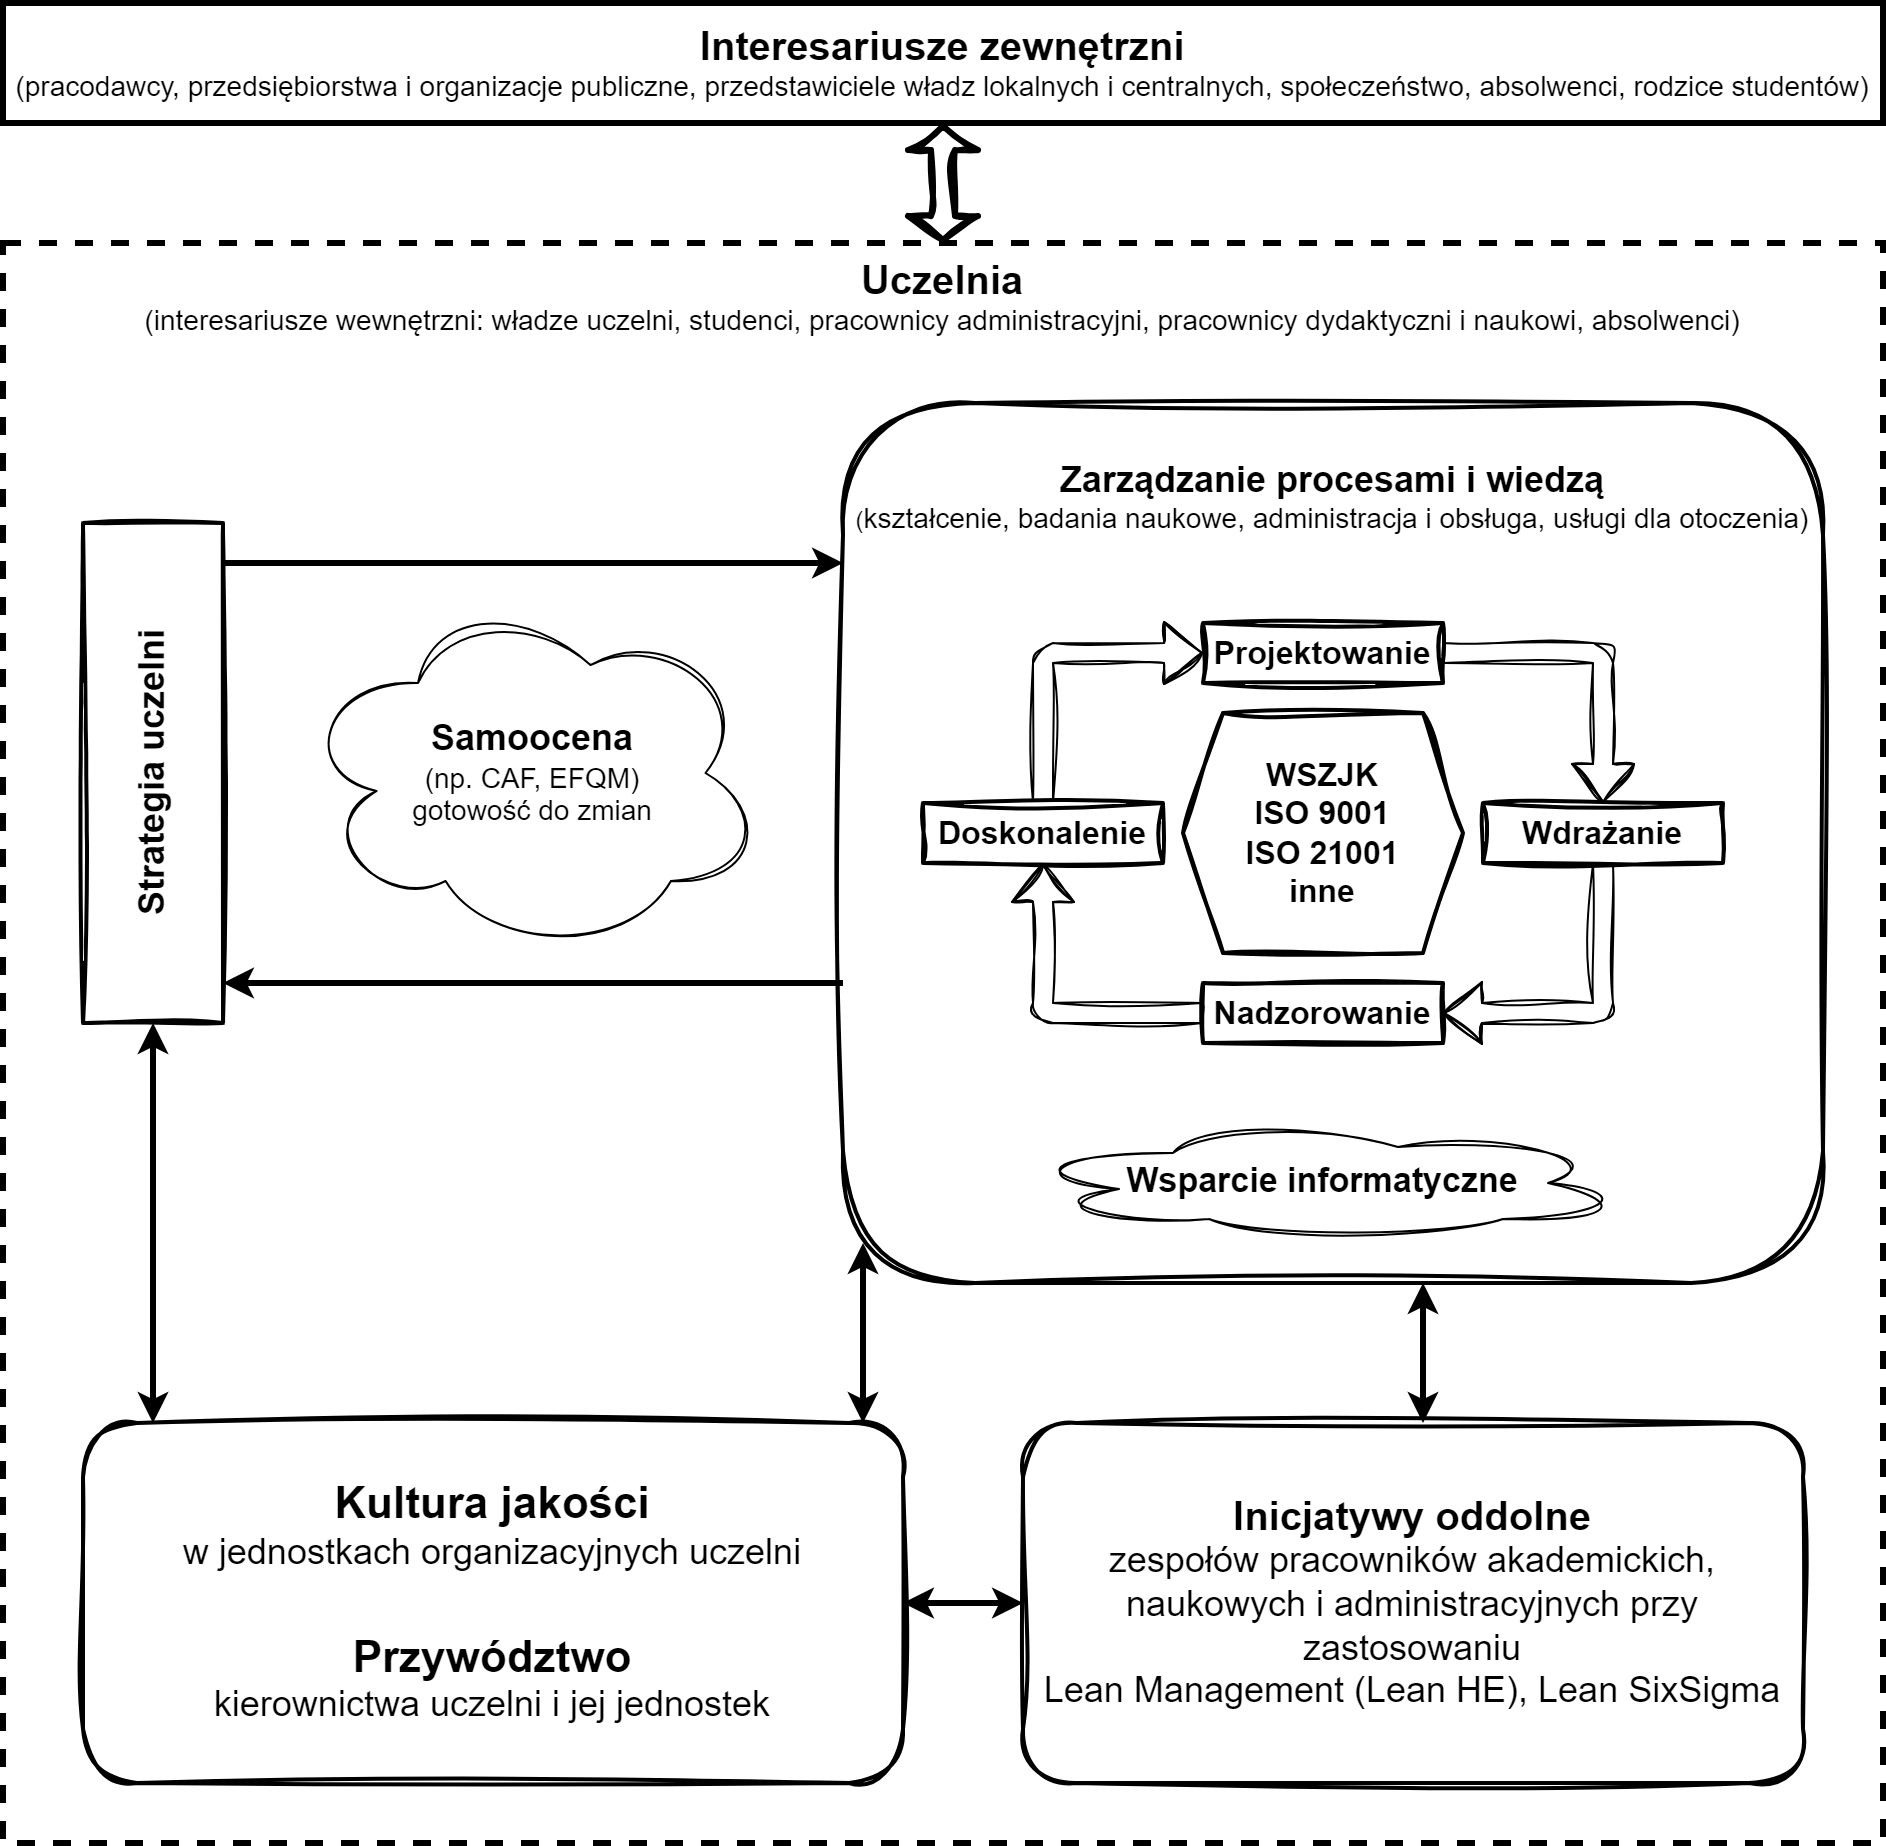 Interesariusze zewnętrzni
(pracodawcy, przedsiębiorstwa i organizacje publiczne, przedstawiciele władz lokalnych i centralnych, społeczeństwo, absolwenci, rodzice studentów)
Uczelnia
(interesariusze wewnętrzni: władze uczelni, studenci, pracownicy administracyjni, pracownicy dydaktyczni i naukowi, absolwenci)
Zarządzanie procesami i wiedzą
(kształcenie, badania naukowe, administracja i obsługa, usługi dla otoczenia)
Strategia uczelni
Samoocena
(np. CAF, EFQM)
gotowość do zmian
Projektowanie
WSZJK
ISO 9001
ISO 21001
inne
Doskonalenie
Wdrażanie
Nadzorowanie
Wsparcie informatyczne
Kultura jakości
w jednostkach organizacyjnych uczelni
Przywództwo
kierownictwa uczelni i jej jednostek
Inicjatywy oddolne
zespołów pracowników akademickich,
naukowych i administracyjnych przy
zastosowaniu
Lean Management (Lean HE), Lean SixSigma